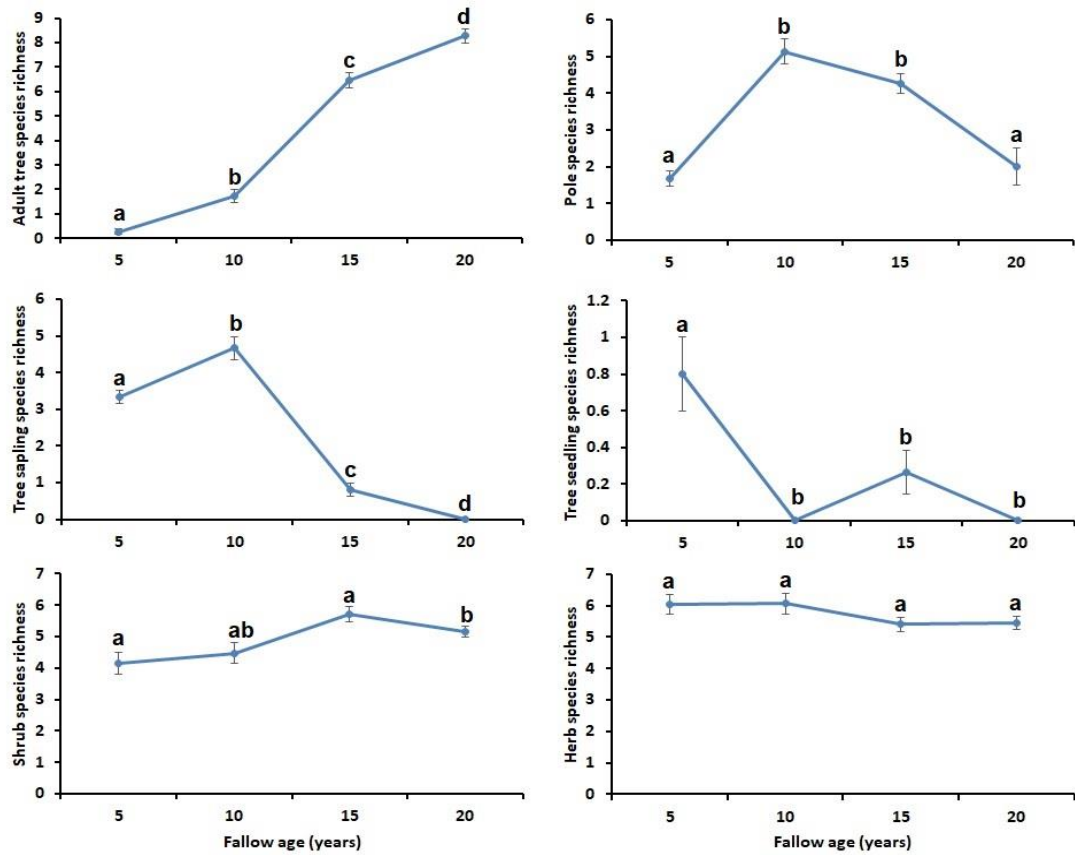 Adult tree species richness
9
8
7
6
5
4
3
2
1
0
a
b
c
d
5
10
15
20
Pole species richness
6
5
4
3
2
1
0
a
b
b
a
5
10
15
20
Tree sapling species richness
6
5
4
3
2
1
0
a
b
c
d
5
10
15
20
Tree seedling species richness
1.2
1
0.8
0.6
0.4
0.2
0
a
b
b
b
5
10
15
20
Shrub species richness
7
6
5
4
3
2
1
0
a
ab
a
b
5
10
15
20
Fallow age (years)
Herb species richness
7
6
5
4
3
2
1
0
a
a
a
a
5
10
15
20
Fallow age (years)